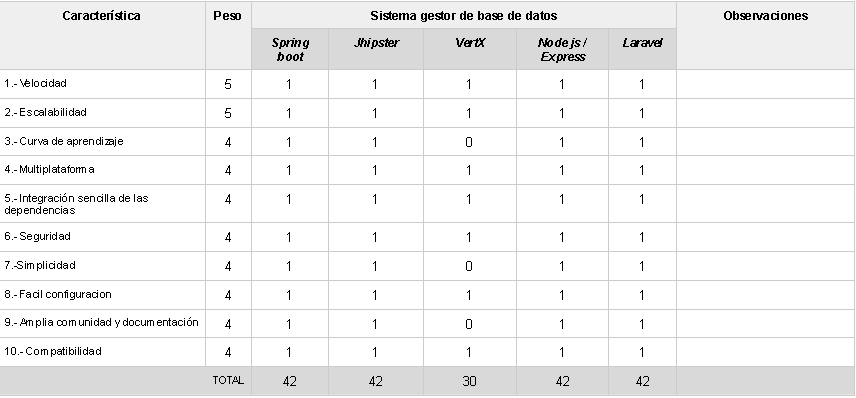 Característica Peso Sistema gestor de base de datos Observaciones
Spring boot Jhipster VertX Node js / Express Laravel
1.- Velocidad 5 1 1 1 1 1
2.- Escalabilidad 5 1 1 1 1 1
3.- Curva de aprendizaje 4 1 1 0 1 1
4.- Multiplataforma 4 1 1 1 1 1
5.- Integración sencilla de las dependencias 4 1 1 1 1 1
6.- Seguridad 4 1 1 1 1 1
7.-Simplicidad 4 1 1 0 1 1
8.- Facil configuracion 4 1 1 1 1 1
9.- Amplia comunidad y documentación 4 1 1 0 1 1
10.- Compatibilidad 4 1 1 1 1 1
TOTAL 42 42 30 42 42